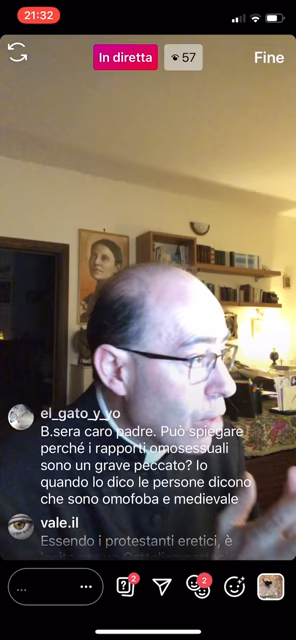 21:32
In diretta
57
Fine
el_gato_y_vo
B.sera caro padre. Può spiegare
perché i rapporti omosessuali
sono un grave peccato? Io
quando lo dico le persone dicono
che sono omofoba e medievale
vale.il
Essendo i protestanti eretici, è
...
2
2